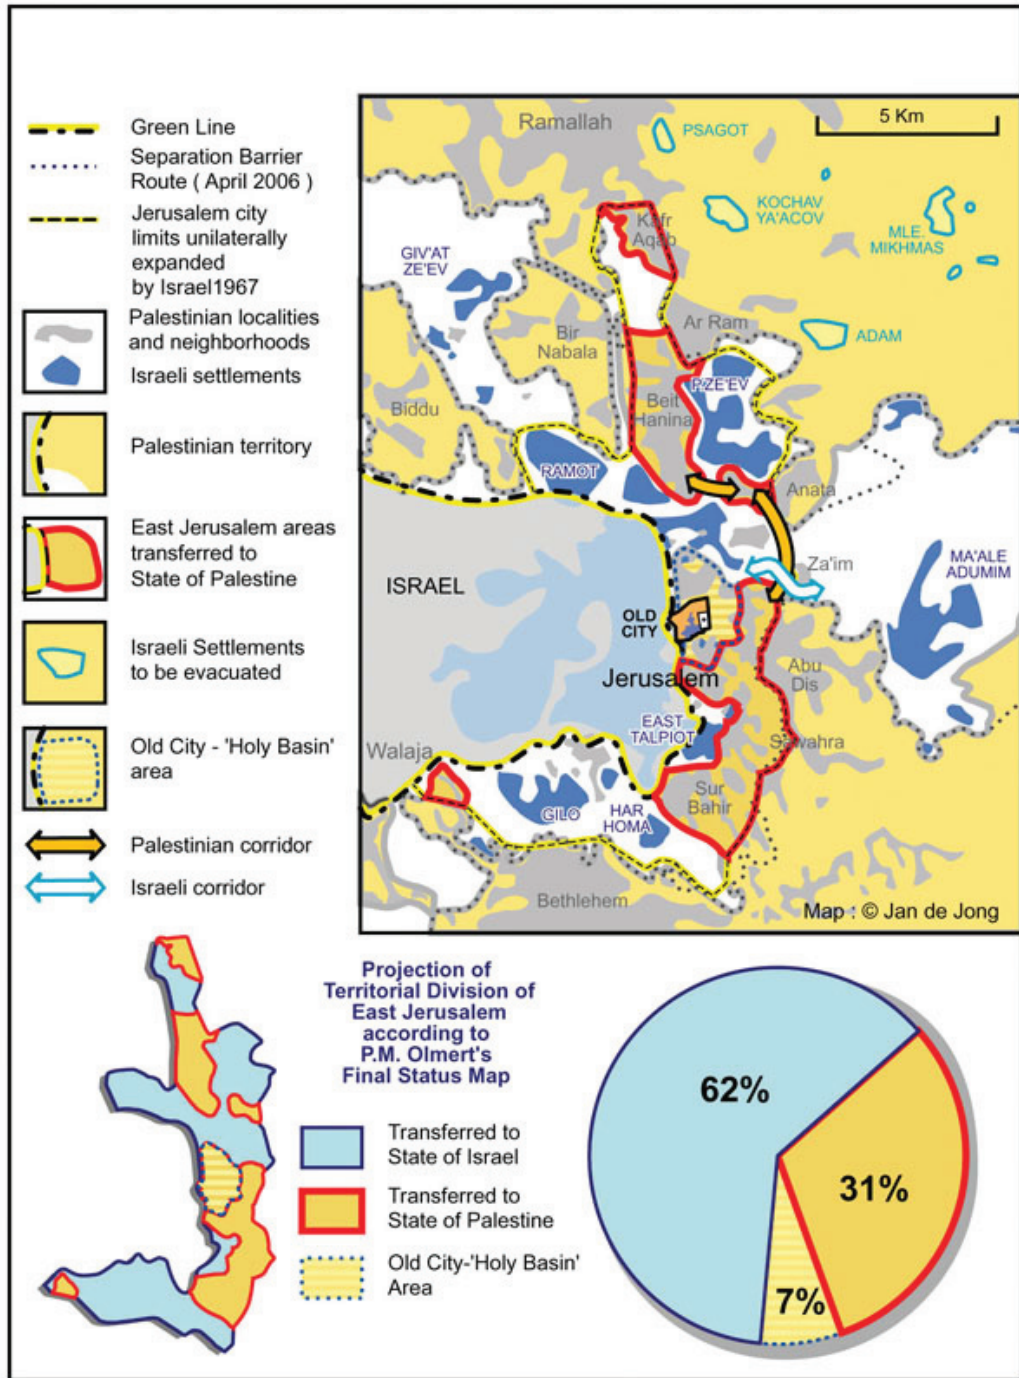 Green Line
Separation Barrier
Route ( April 2006 )
Jerusalem city
limits unilaterally
expanded
by Israel1967
Palestinian localities
and neighborhoods
Israeli settlements
Palestinian territory
East Jerusalem areas
transferred to
State of Palestine
Israeli Settlements
to be evacuated
Old City - 'Holy Basin'
area
Palestinian corridor
Israeli corridor
Ramallah
PSAGOT
5 Km
KOCHAV
YA'ACOV
MLE.
MIKHMAS
Kafr
Aqab
GIV'AT
ZE'EV
Ar Ram
ADAM
Bir
Nabala
P.ZE'EV
Beit
Hanina
Biddu
RAMOT
Anata
Za'im
MA'ALE
ADUMIM
ISRAEL
OLD
CITY
Jerusalem
Abu
Dis
EAST
TALPIOT
Sawahra
Walaja
Sur
Bahir
GILO
HAR
HOMA
Bethlehem
Map : © Jan de Jong
Projection of
Territorial Division of
East Jerusalem
according to
P.M. Olmert's
Final Status Map
Transferred to
State of Israel
Transferred to
State of Palestine
Old City-'Holy Basin'
Area
62%
31%
7%